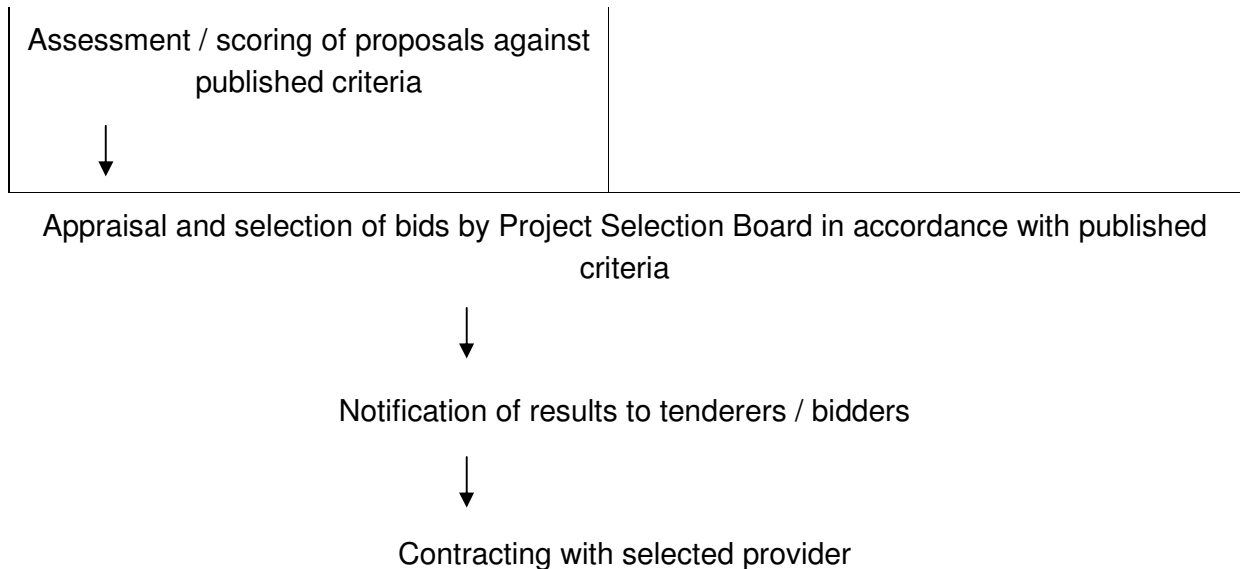 Assessment / scoring of proposals against
published criteria
Appraisal and selection of bids by Project Selection Board in accordance with published
criteria
Notification of results to tenderers / bidders
Contracting with selected provider